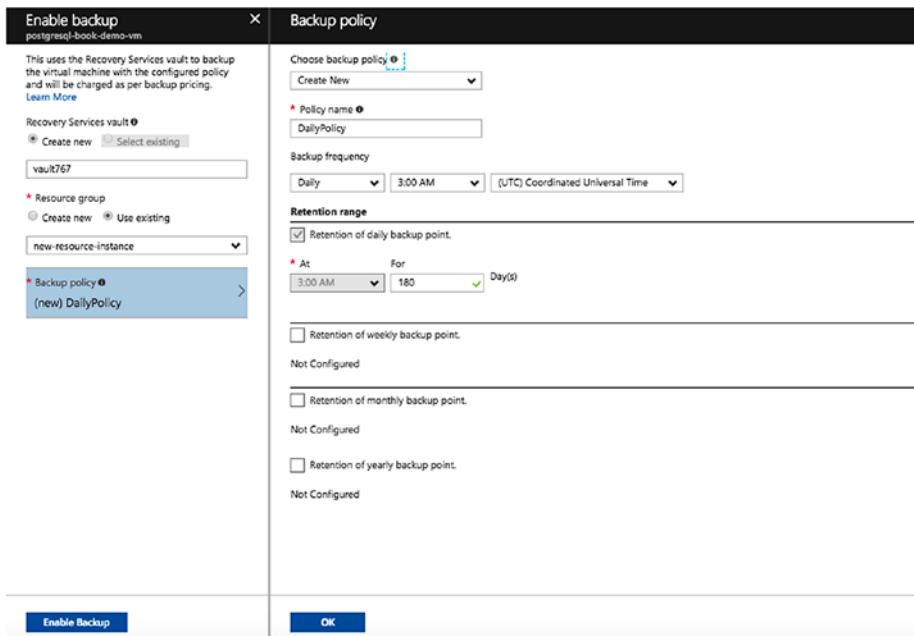 Enable backup
postgresql-book-demo-vm
This uses the Recovery Services vault to backup
the virtual machine with the configured policy
and will be charged as per backup pricing.
Learn More
Recovery Services vault
Create new Select existing
vault767
* Resource group
Create new Use existing
new-resource-instance
* Backup policy
(new) DailyPolicy
Enable Backup
Backup policy
Choose backup policy
Create New
* Policy name
DailyPolicy
Backup frequency
Daily 3:00 AM (UTC) Coordinated Universal Time
Retention range
Retention of daily backup point.
* At For
3:00 AM 180 Day(s)
Retention of weekly backup point.
Not Configured
Retention of monthly backup point.
Not Configured
Retention of yearly backup point.
Not Configured
OK